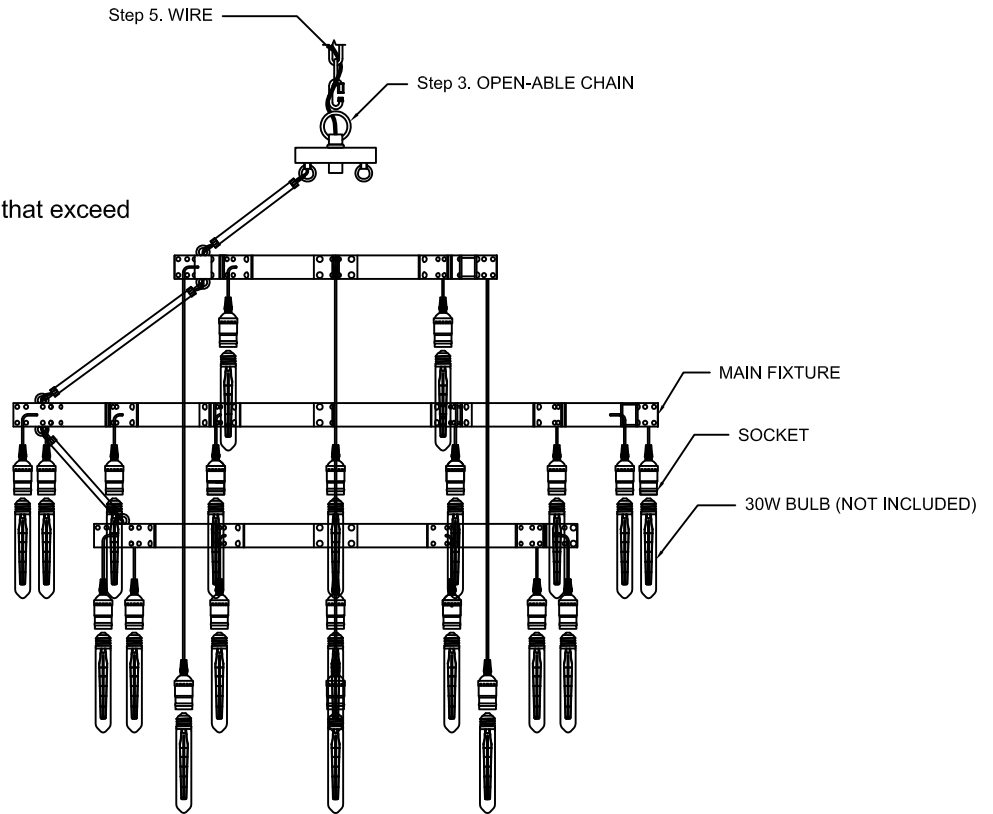 Step 5. WIRE
Step 3. OPEN-ABLE CHAIN
that exceed
MAIN FIXTURE
SOCKET
30W BULB (NOT INCLUDED)